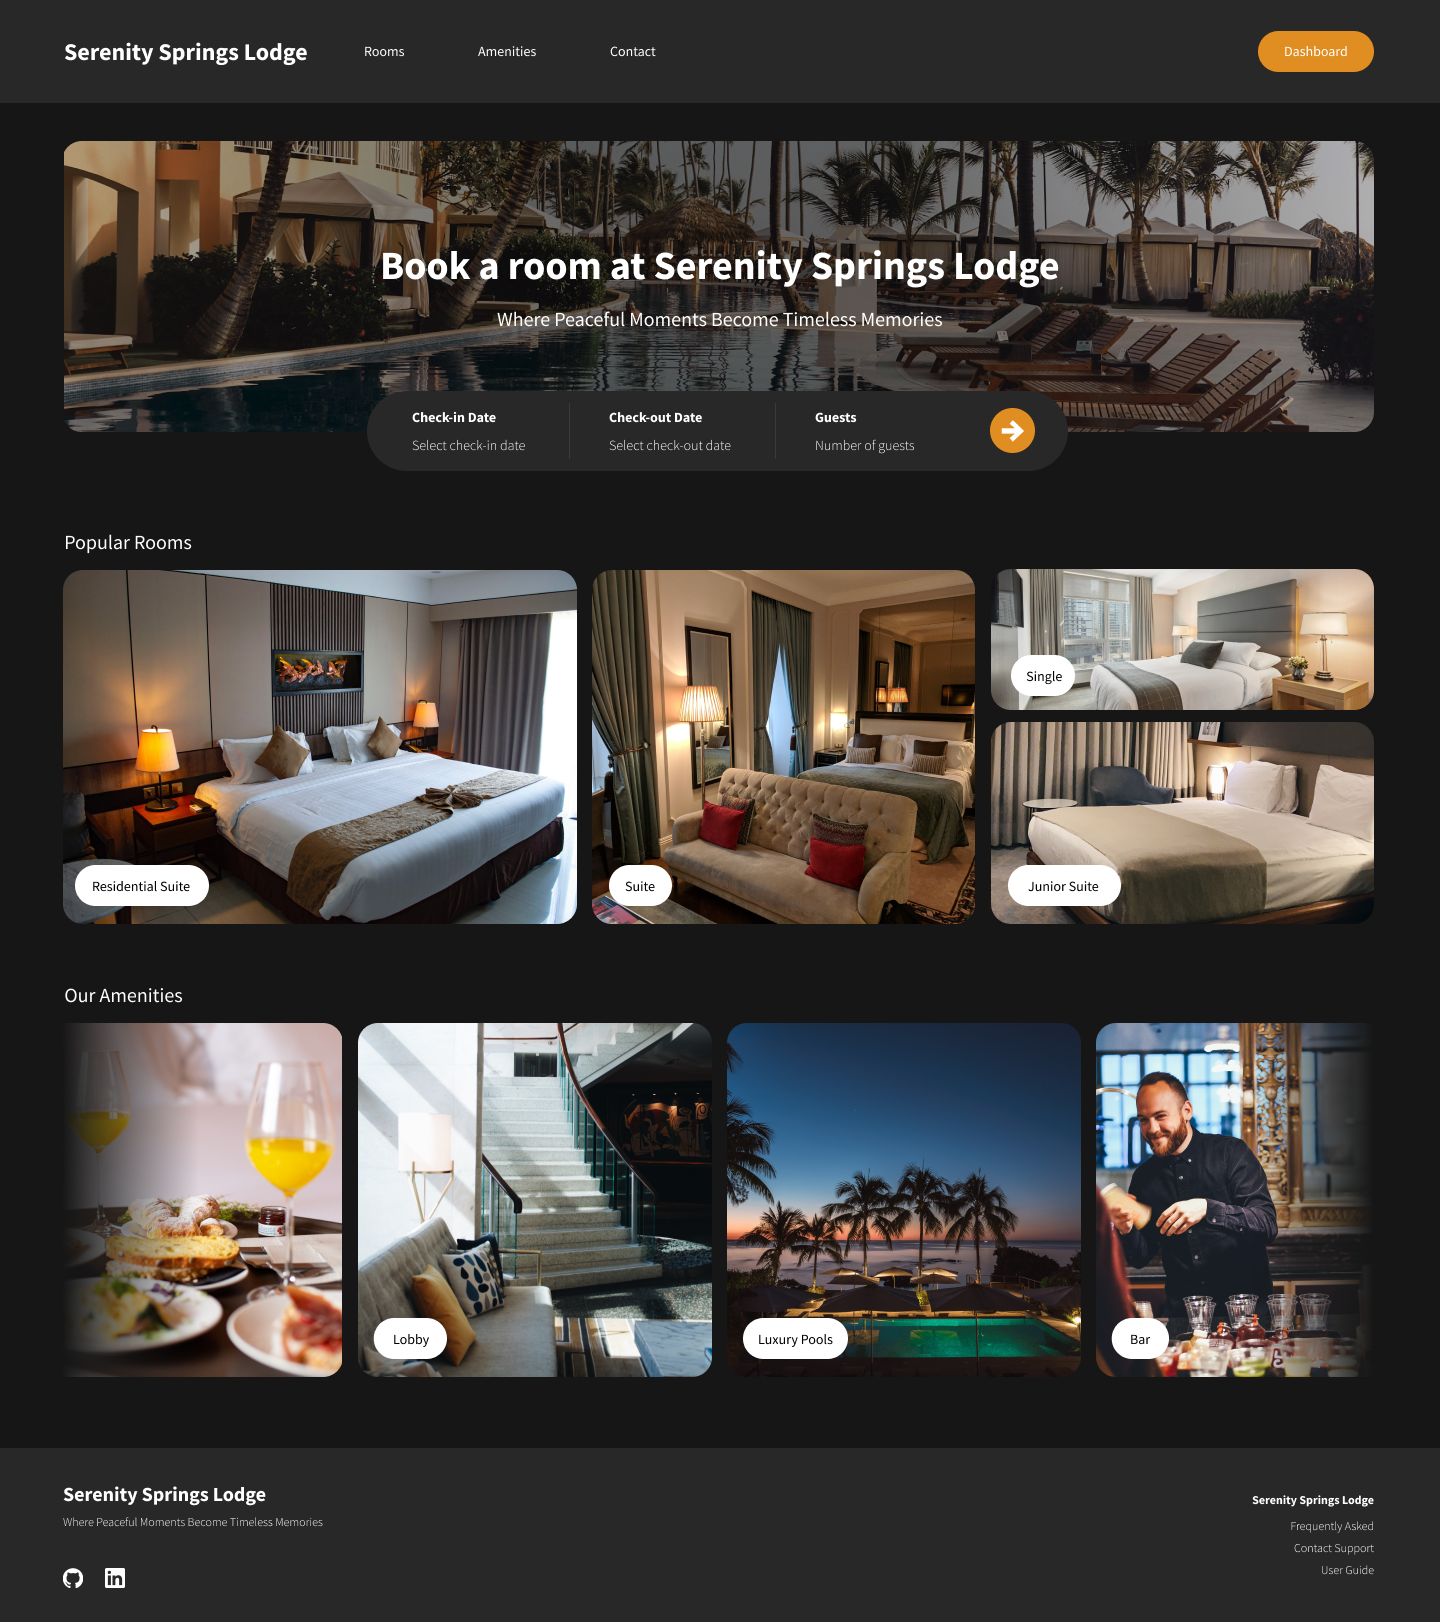 Serenity Springs Lodge
Rooms
Amenities
Contact
Dashboard
Book a room at Serenity Springs Lodge
Where Peaceful Moments Become Timeless Memories
Check-in Date
Select check-in date
Check-out Date
Select check-out date
Guests
Number of guests
Popular Rooms
Residential Suite
Suite
Single
Junior Suite
Our Amenities
Lobby
Luxury Pools
Bar
Serenity Springs Lodge
Where Peaceful Moments Become Timeless Memories
Serenity Springs Lodge
Frequently Asked
Contact Support
User Guide